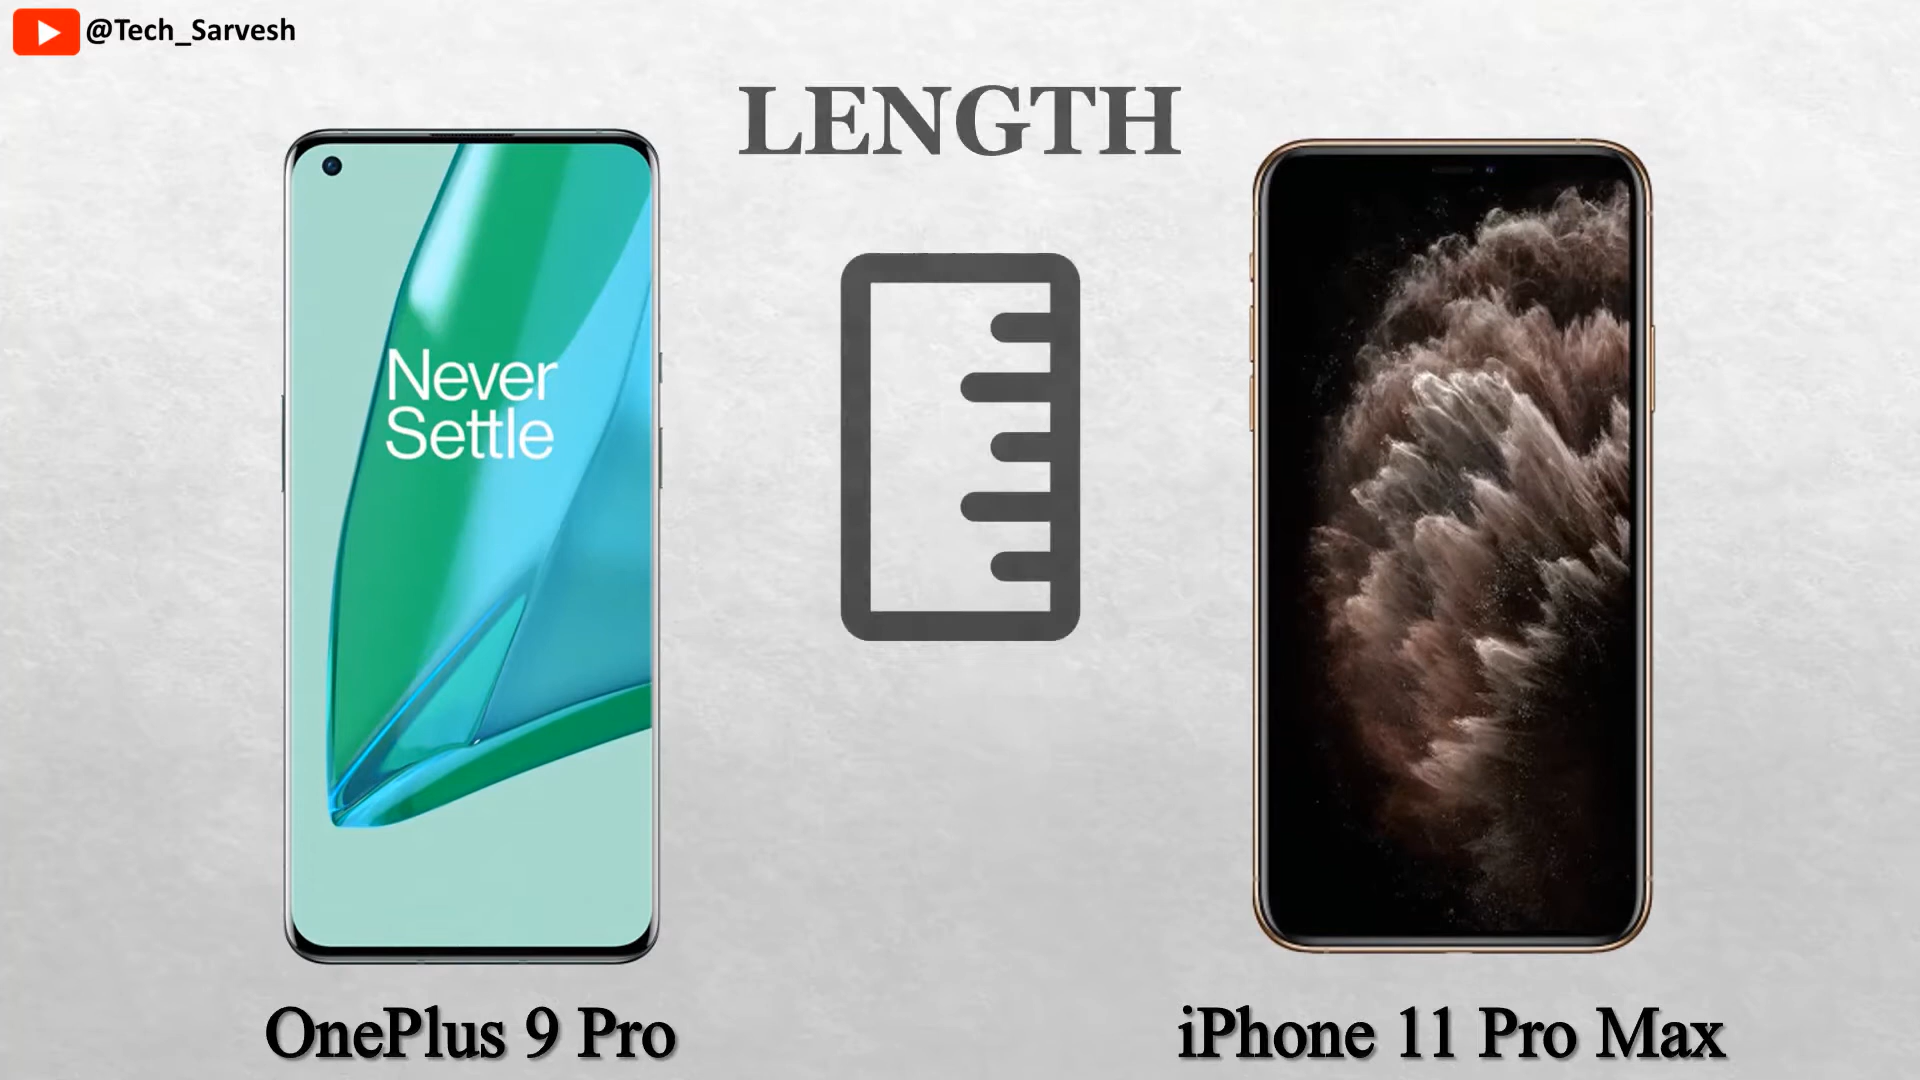 @Tech_Sarvesh
LENGTH
Never
Settle
OnePlus 9 Pro
iPhone 11 Pro Max